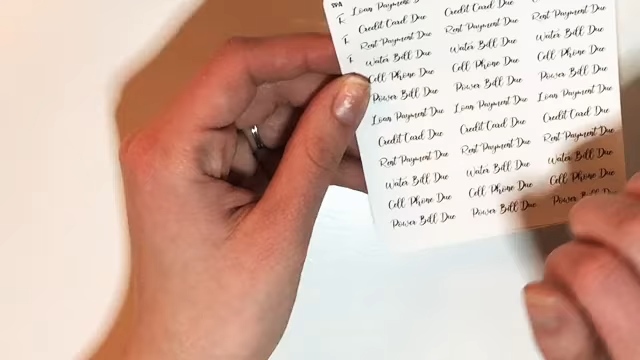 Loan Payment Credit Card Due Rent Payment Due
Credit Card Due Rent Payment Due Water Bill Due
Rent Payment Due Water Bill Due Cell Phone Due
Water Bill Due Cell Phone Due Power Bill Due
Cell Phone Due Power Bill Due Loan Payment Due
Power Bill Due Loan Payment Due Credit Card Due
Loan Payment Due Credit Card Due Rent Payment Due
Credit Card Due Rent Payment Due Water Bill Due
Rent Payment Due Water Bill Due Cell Phone Due
Water Bill Due Cell Phone Due Power Bill
Cell Phone Due Power Bill Due
Power Bill Due